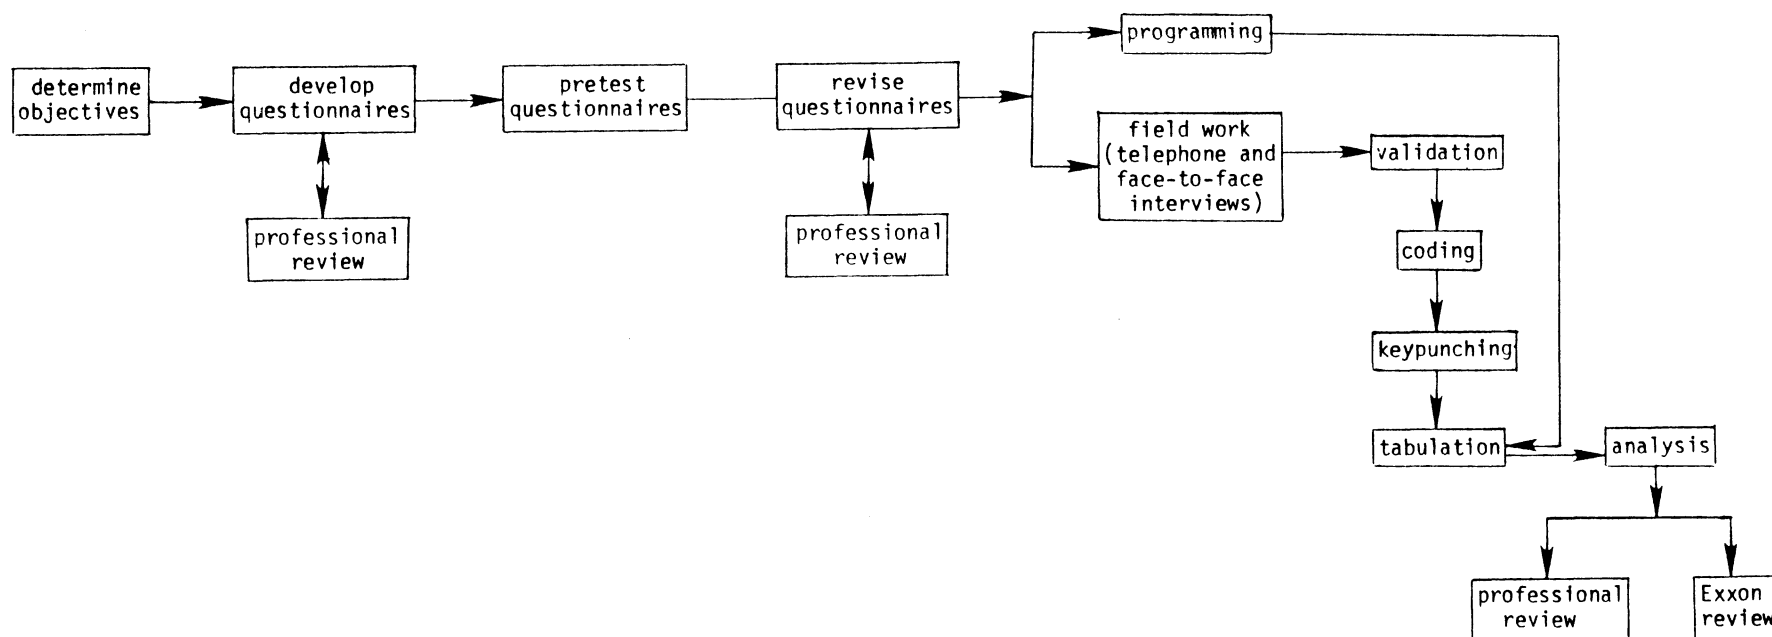 determine
objectives
develop
questionnaires
professional
review
pretest
questionnaires
revise
questionnaires
professional
review
programming
field work
(telephone and
face-to-face
interviews)
validation
coding
keypunching
tabulation
analysis
professional
review
Exxon
review